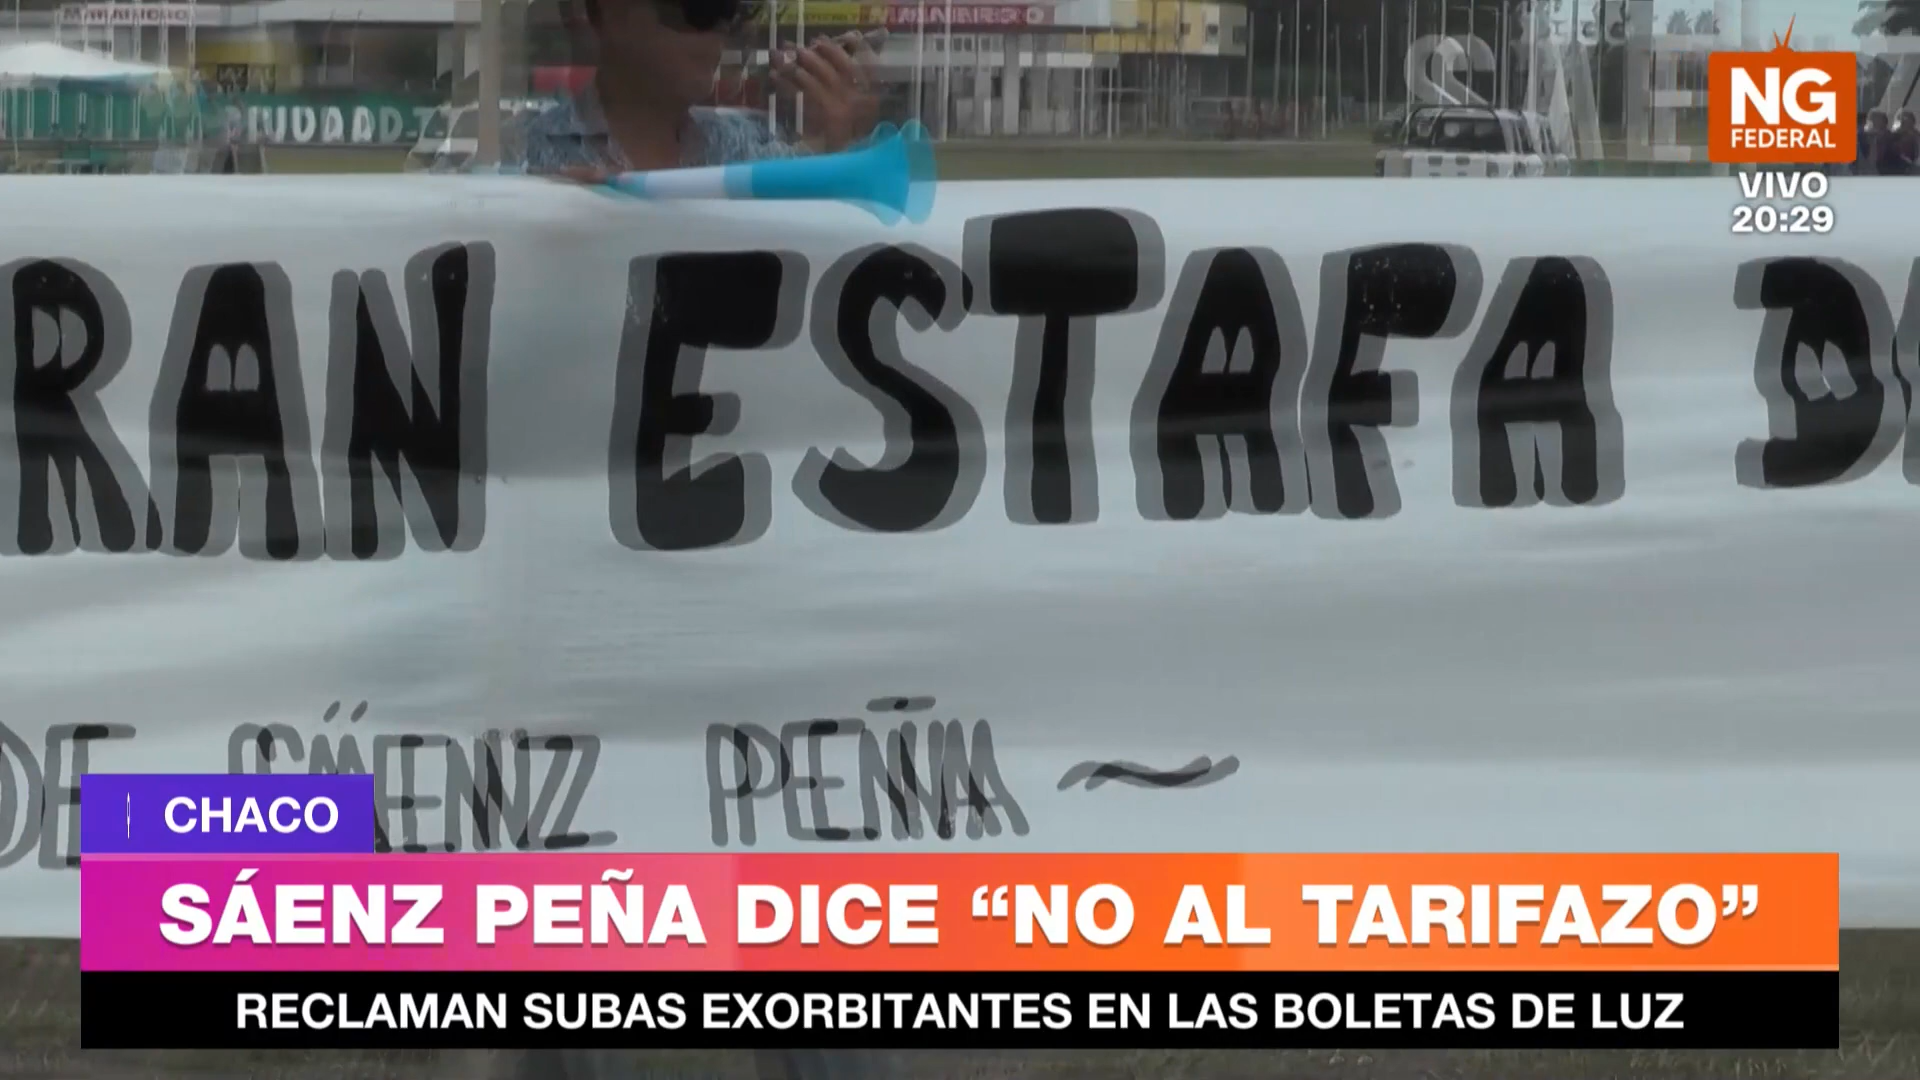 NG
FEDERAL
VIVO
20:29
RAN ESTAFA D
DE SÁENZ PEÑA ~
CHACO
SÁENZ PEÑA DICE “NO AL TARIFAZO”
RECLAMAN SUBAS EXORBITANTES EN LAS BOLETAS DE LUZ